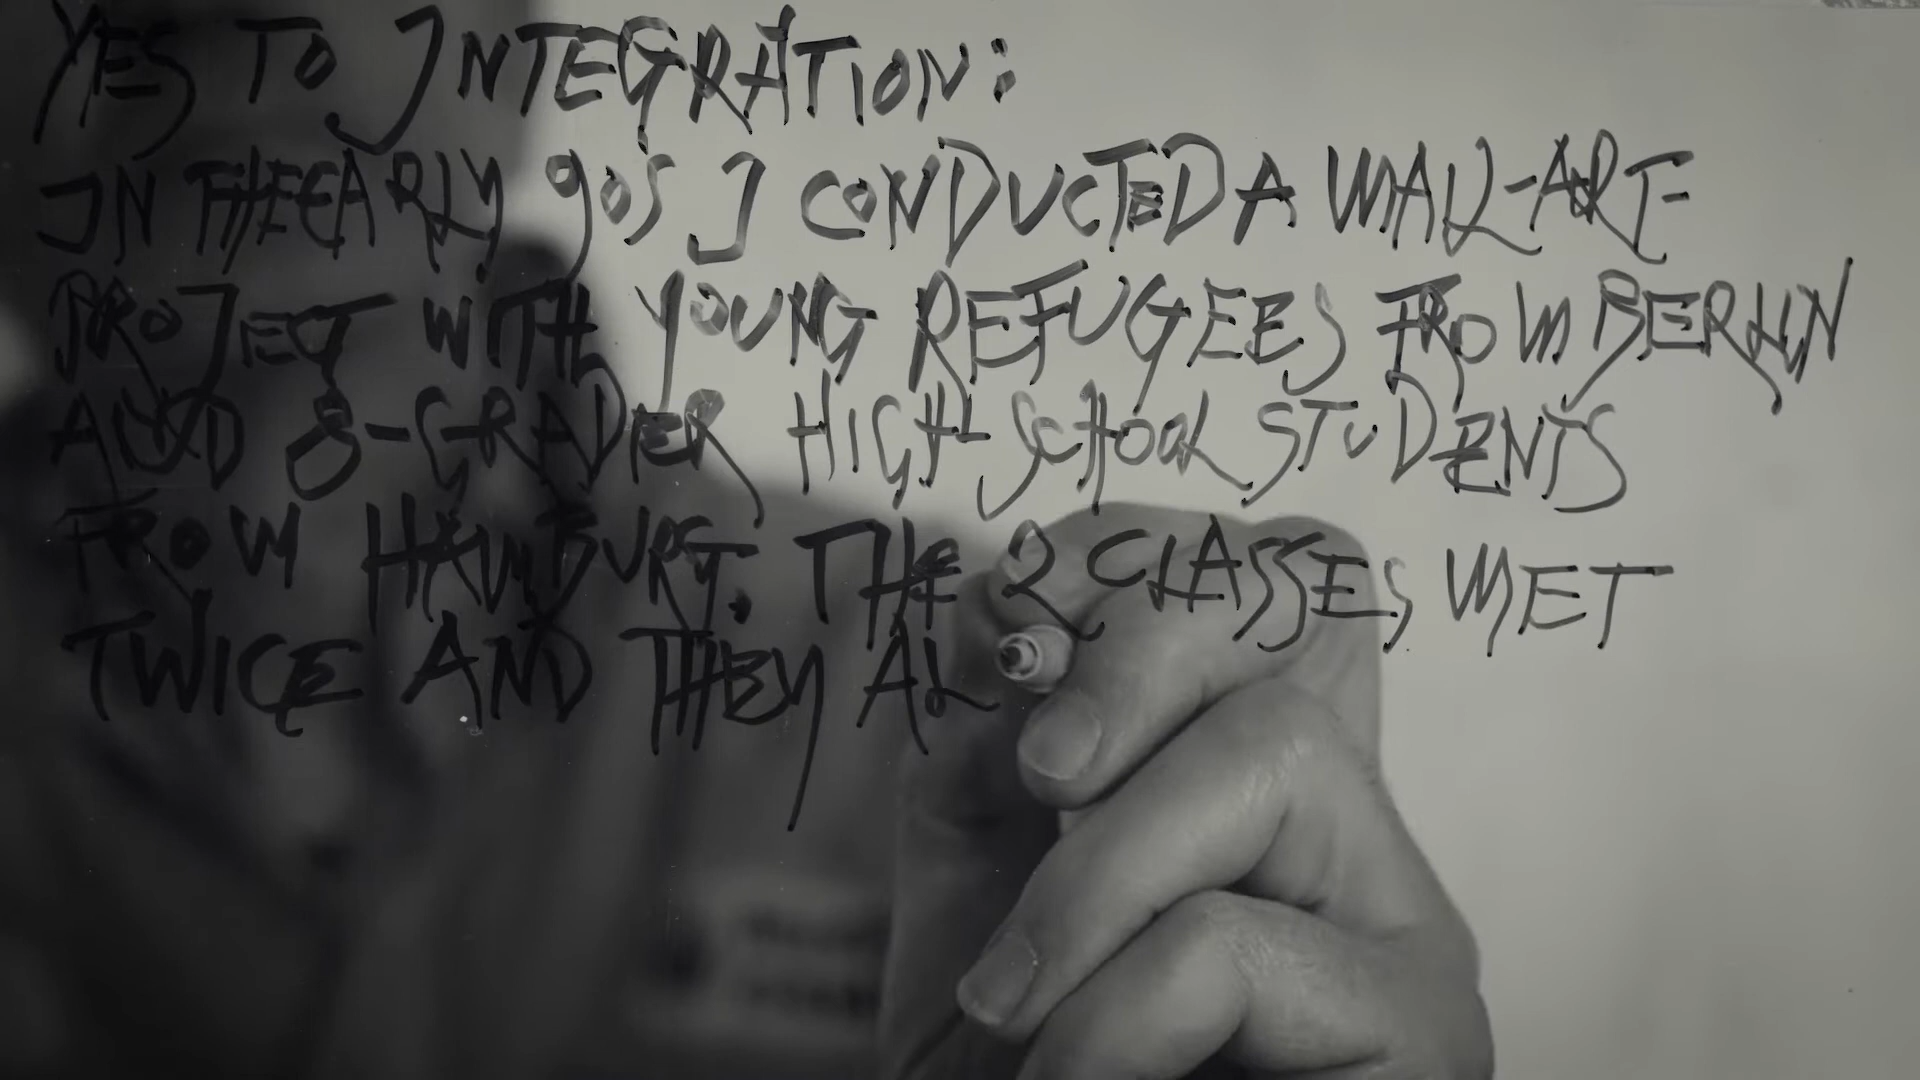 YES TO INTEGRATION:
IN THE EARLY 90S I CONDUCTED A WALL-ART
PROJECT WITH YOUNG REFUGEES FROM BERLIN
AND 8-GRADER HIGH-SCHOOL STUDENTS
FROM HAMBURG. THE 2 CLASSES MET
TWICE AND THEY AL